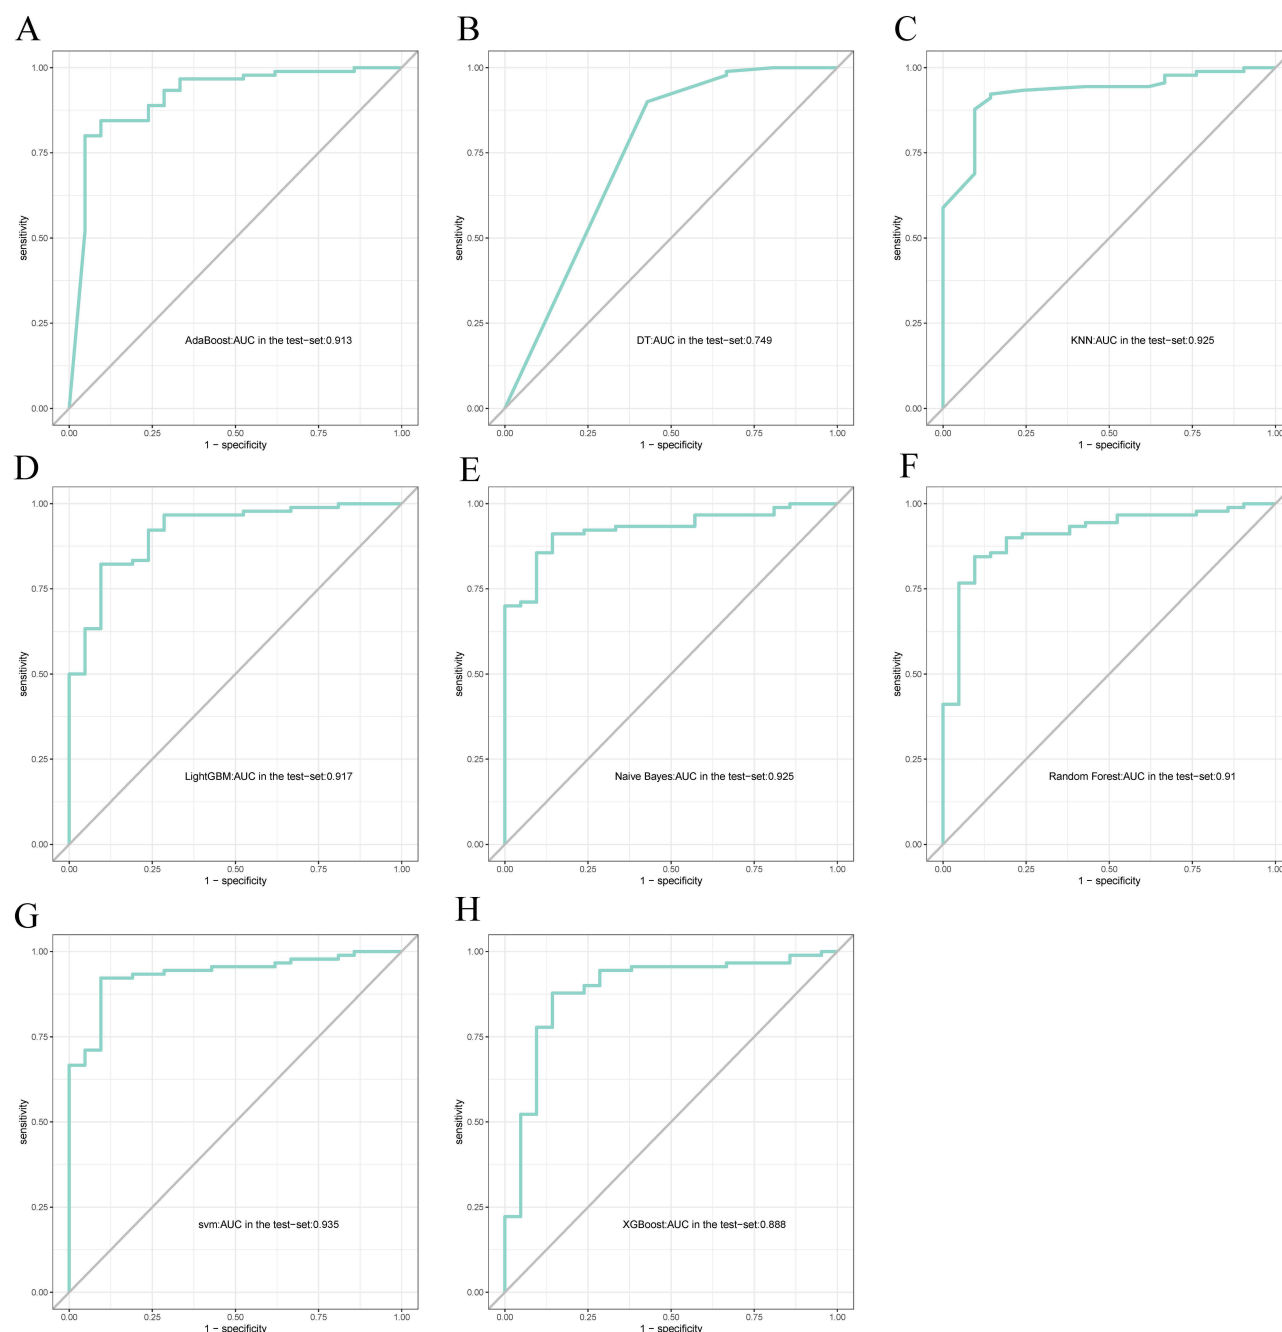 A
1.00
0.75
0.50
0.25
0.00
sensitivity
AdaBoost:AUC in the test−set:0.913
0.00 0.25 0.50 0.75 1.00
1 − specificity
B
1.00
0.75
0.50
0.25
0.00
sensitivity
DT:AUC in the test−set:0.749
0.00 0.25 0.50 0.75 1.00
1 − specificity
C
1.00
0.75
0.50
0.25
0.00
sensitivity
KNN:AUC in the test−set:0.925
0.00 0.25 0.50 0.75 1.00
1 − specificity
D
1.00
0.75
0.50
0.25
0.00
sensitivity
LightGBM:AUC in the test−set:0.917
0.00 0.25 0.50 0.75 1.00
1 − specificity
E
1.00
0.75
0.50
0.25
0.00
sensitivity
Naive Bayes:AUC in the test−set:0.925
0.00 0.25 0.50 0.75 1.00
1 − specificity
F
1.00
0.75
0.50
0.25
0.00
sensitivity
Random Forest:AUC in the test−set:0.91
0.00 0.25 0.50 0.75 1.00
1 − specificity
G
1.00
0.75
0.50
0.25
0.00
sensitivity
svm:AUC in the test−set:0.935
0.00 0.25 0.50 0.75 1.00
1 − specificity
H
1.00
0.75
0.50
0.25
0.00
sensitivity
XGBoost:AUC in the test−set:0.888
0.00 0.25 0.50 0.75 1.00
1 − specificity